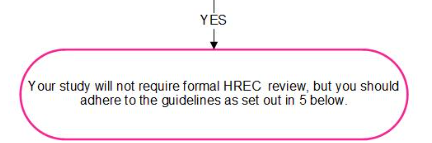 YES
Your study will not require formal HREC review, but you should
adhere to the guidelines as set out in 5 below.